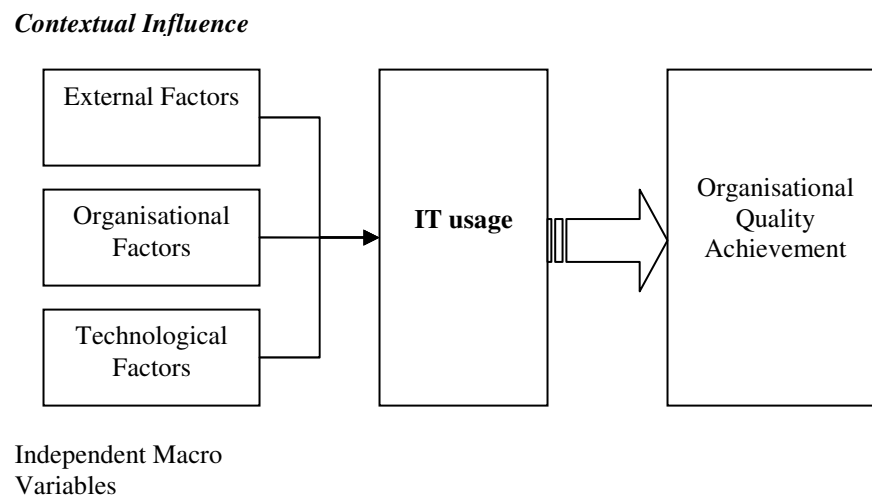 Contextual Influence
External Factors
Organisational
Factors
Technological
Factors
IT usage
Organisational
Quality
Achievement
Independent Macro
Variables